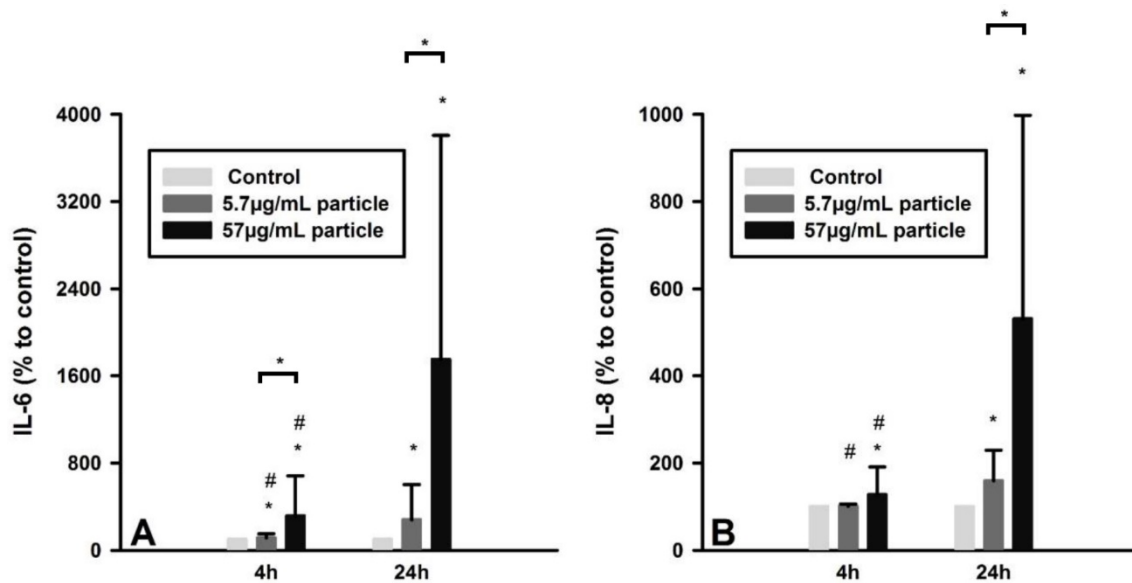 *
*
4000
3200
2400
1600
800
0
IL-6 (% to control)
Control
5.7µg/mL particle
57µg/mL particle
*
#
*
#
*
*
A
4h
24h
*
*
1000
800
600
400
200
0
IL-8 (% to control)
Control
5.7µg/mL particle
57µg/mL particle
#
#
*
*
B
4h
24h